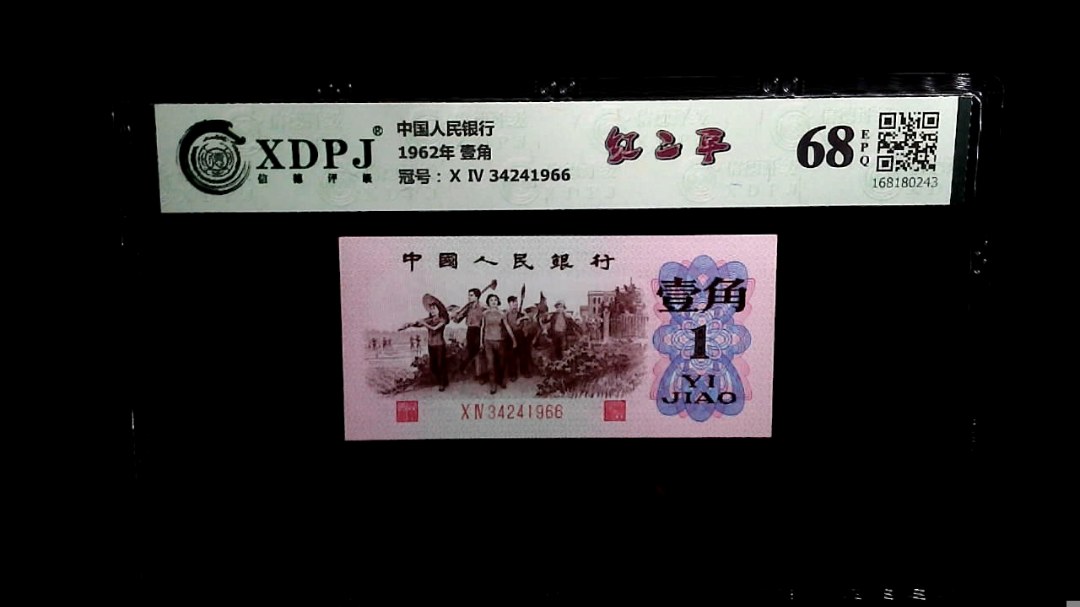 XDPJ®
信德评级
中国人民银行
1962年 壹角
冠号：X IV 34241966
红二平
68
EPQ
168180243
中國人民銀行
壹角
1
YI
JIAO
X IV 34241966